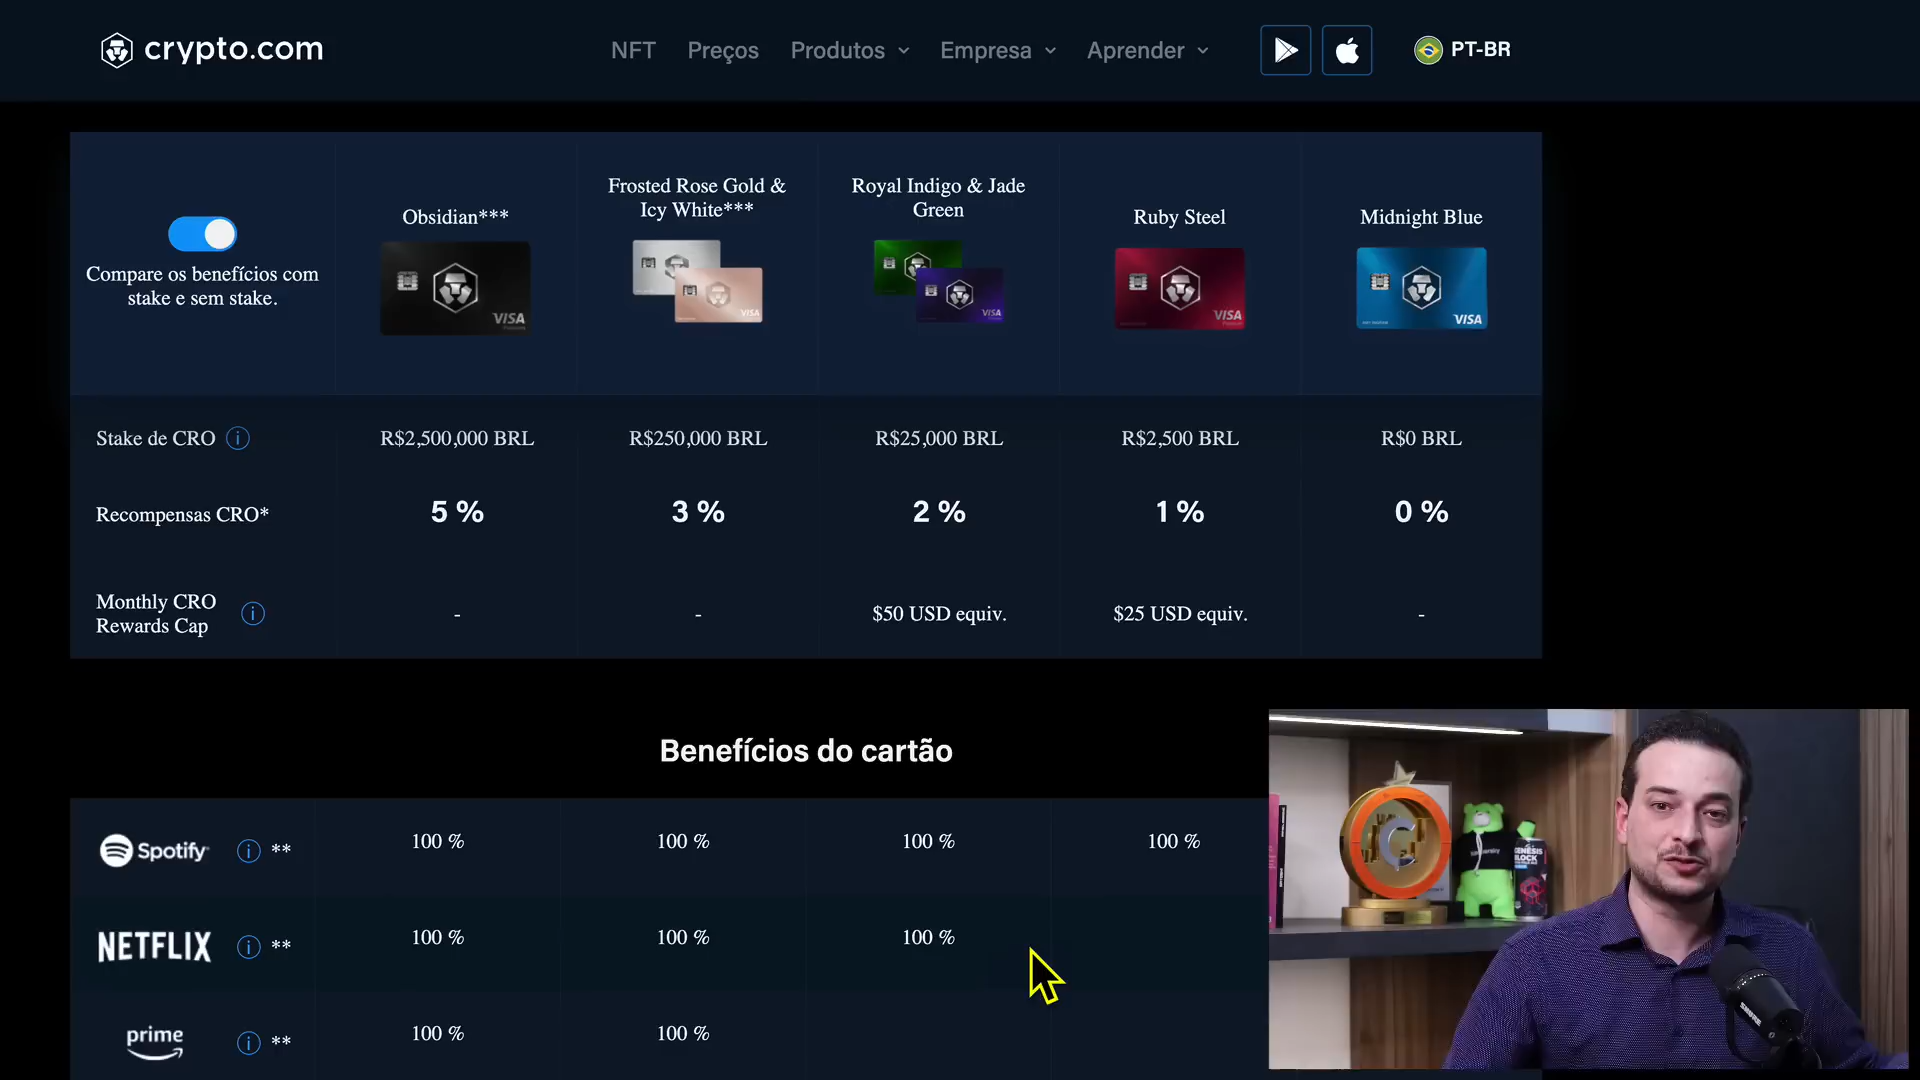 crypto.com
NFT
Preços
Produtos
Empresa
Aprender
PT-BR
Compare os benefícios com
stake e sem stake.
Obsidian***
VISA
Frosted Rose Gold &
Icy White***
VISA
Royal Indigo & Jade
Green
VISA
Ruby Steel
VISA
Midnight Blue
VISA
Stake de CRO
R$2,500,000 BRL
R$250,000 BRL
R$25,000 BRL
R$2,500 BRL
R$0 BRL
Recompensas CRO*
5 %
3 %
2 %
1 %
0 %
Monthly CRO
Rewards Cap
-
-
$50 USD equiv.
$25 USD equiv.
-
Benefícios do cartão
Spotify
**
100 %
100 %
100 %
100 %
NETFLIX
**
100 %
100 %
100 %
prime
**
100 %
100 %
SHURE